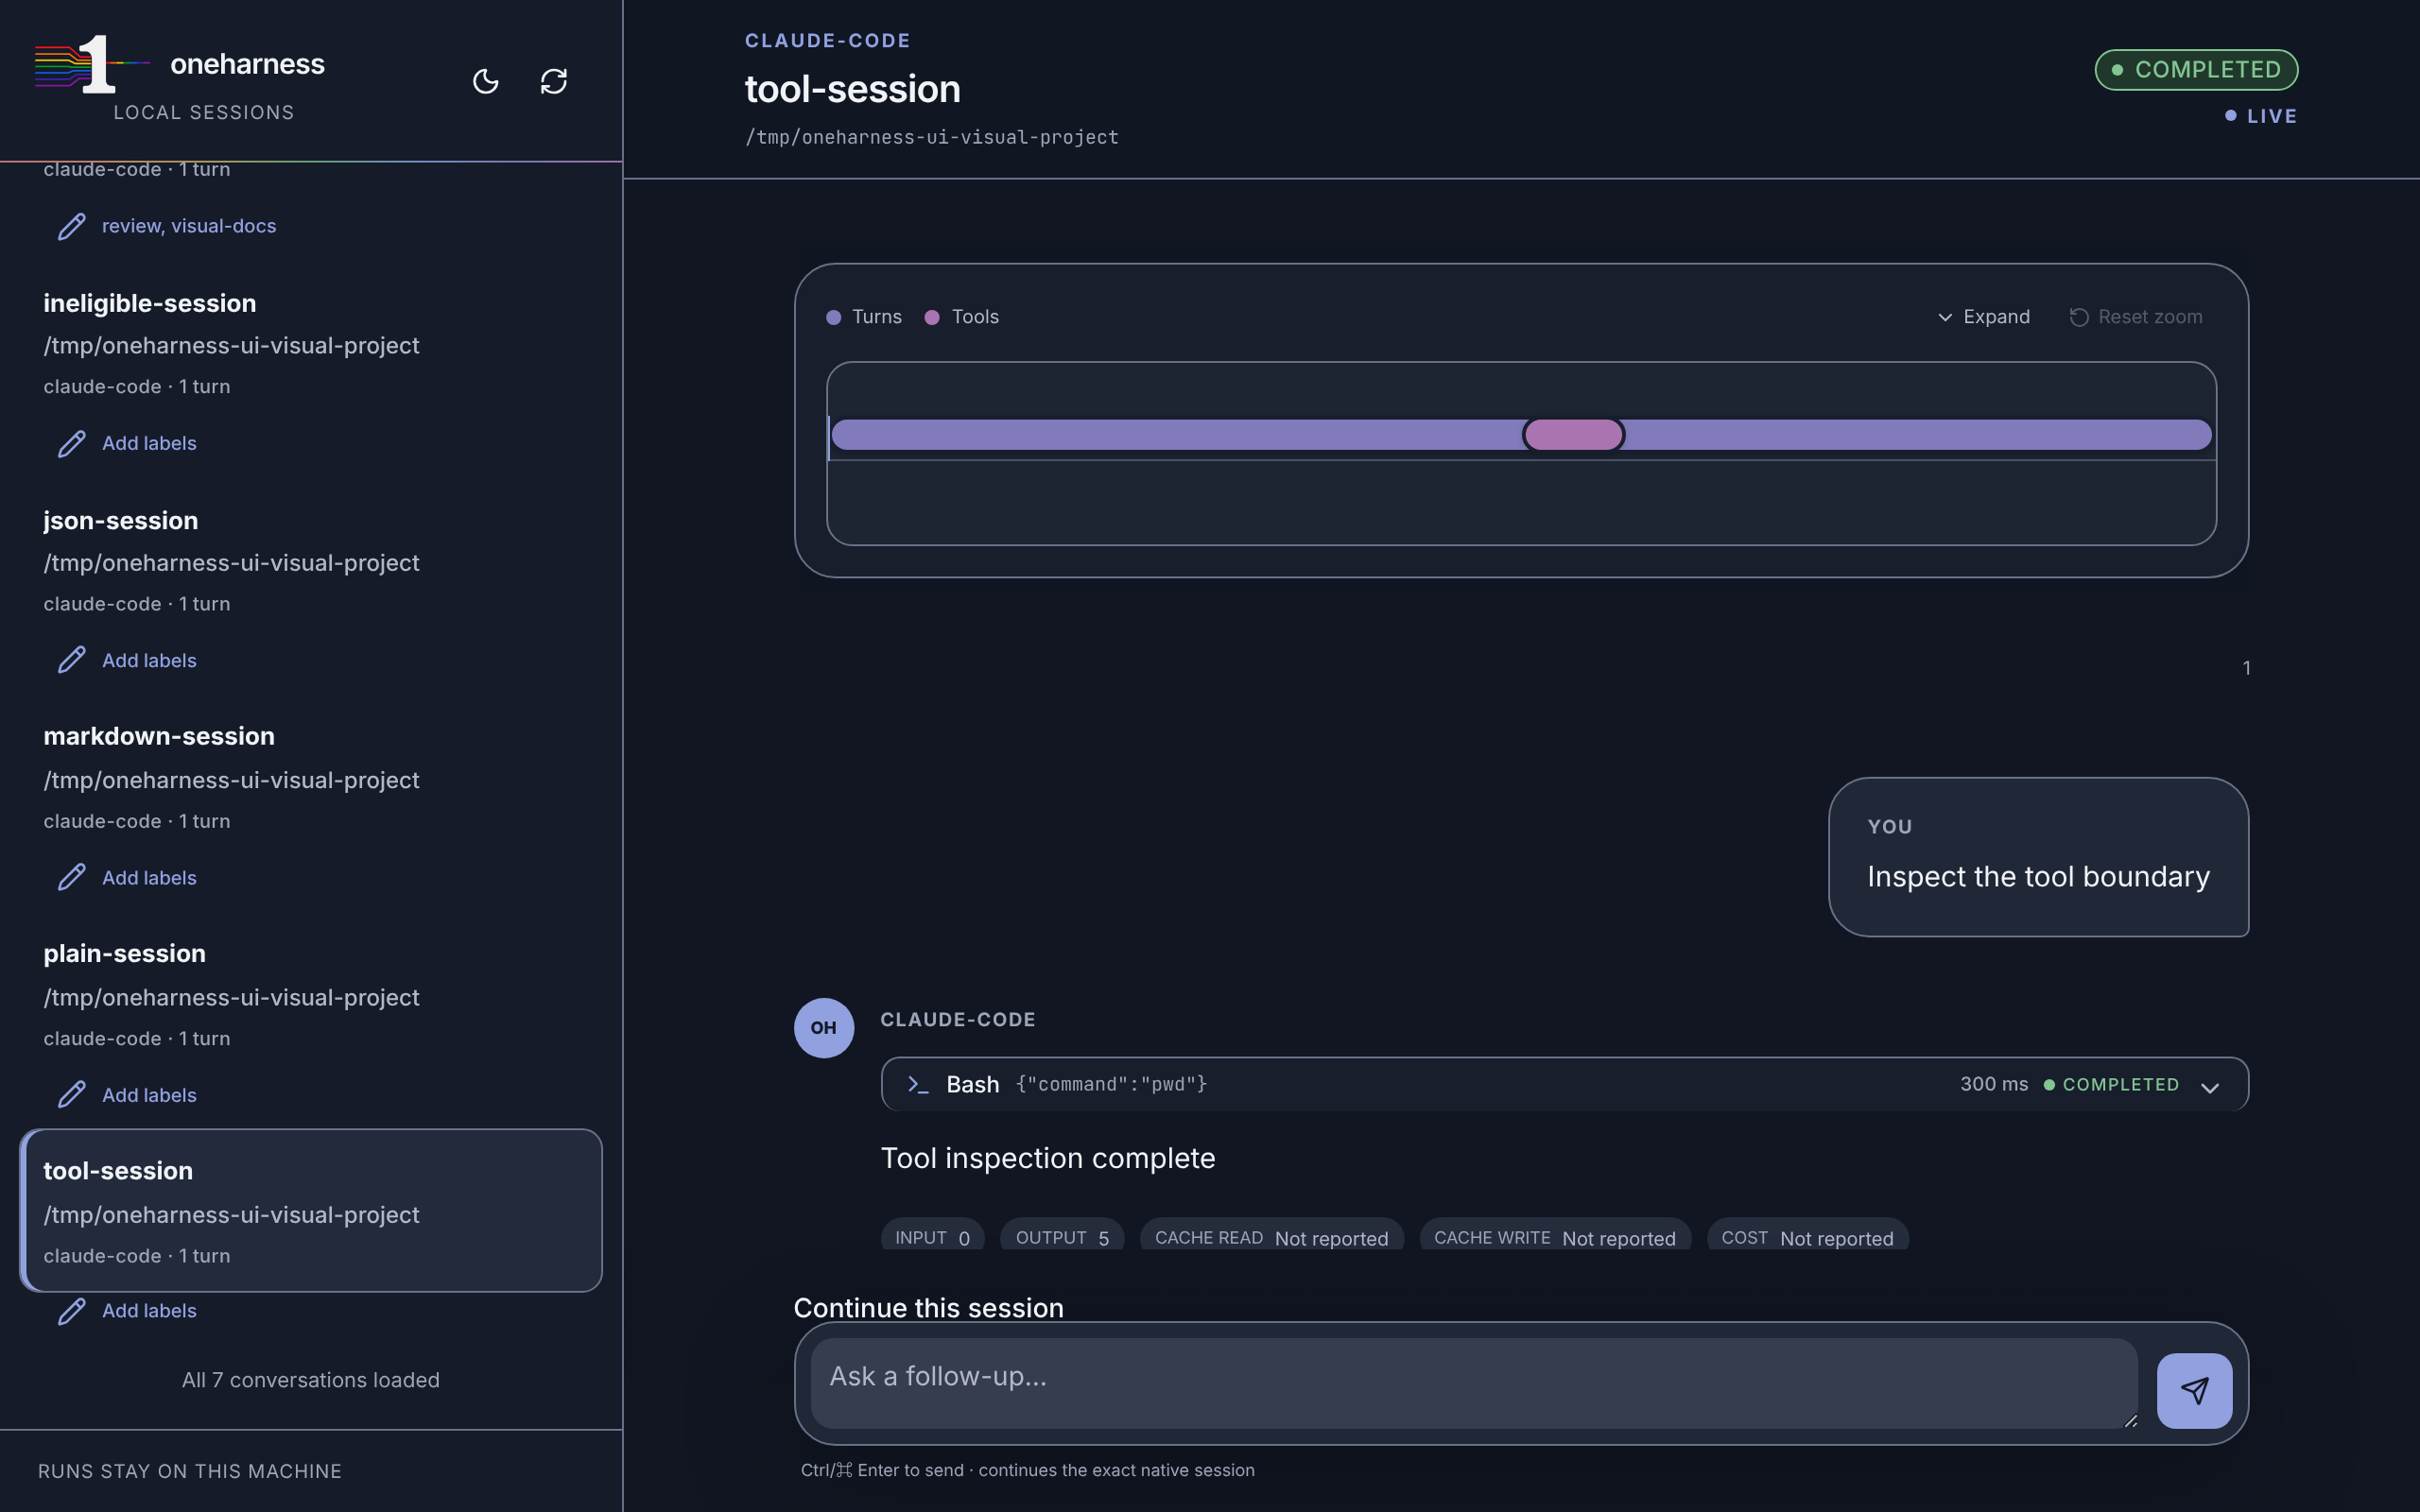 1 oneharness
LOCAL SESSIONS
claude-code · 1 turn
review, visual-docs
ineligible-session
/tmp/oneharness-ui-visual-project
claude-code · 1 turn
Add labels
json-session
/tmp/oneharness-ui-visual-project
claude-code · 1 turn
Add labels
markdown-session
/tmp/oneharness-ui-visual-project
claude-code · 1 turn
Add labels
plain-session
/tmp/oneharness-ui-visual-project
claude-code · 1 turn
Add labels
tool-session
/tmp/oneharness-ui-visual-project
claude-code · 1 turn
Add labels
All 7 conversations loaded
RUNS STAY ON THIS MACHINE
CLAUDE-CODE
tool-session
/tmp/oneharness-ui-visual-project
COMPLETED
LIVE
Turns Tools Expand Reset zoom
1
YOU
Inspect the tool boundary
OH CLAUDE-CODE
Bash {"command":"pwd"} 300 ms COMPLETED
Tool inspection complete
INPUT 0 OUTPUT 5 CACHE READ Not reported CACHE WRITE Not reported COST Not reported
Continue this session
Ask a follow-up...
Ctrl/⌘ Enter to send · continues the exact native session